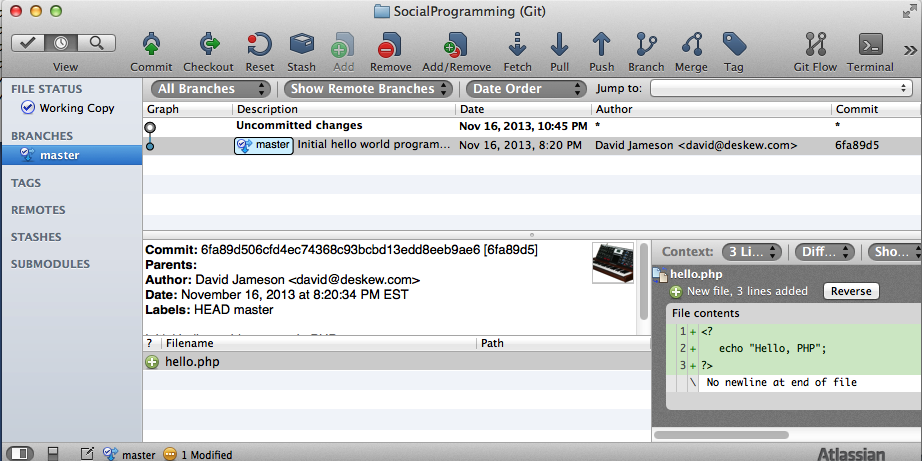 SocialProgramming (Git)
View Commit Checkout Reset Stash Add Remove Add/Remove Fetch Pull Push Branch Merge Tag Git Flow Terminal
FILE STATUS
Working Copy
BRANCHES
master
TAGS
REMOTES
STASHES
SUBMODULES
All Branches Show Remote Branches Date Order Jump to:
Graph Description Date Author Commit
Uncommitted changes Nov 16, 2013, 10:45 PM * *
master Initial hello world program… Nov 16, 2013, 8:20 PM David Jameson <david@deskew.com> 6fa89d5
Commit: 6fa89d506cfd4ec74368c93bcbd13edd8eeb9ae6 [6fa89d5]
Parents:
Author: David Jameson <david@deskew.com>
Date: November 16, 2013 at 8:20:34 PM EST
Labels: HEAD master
? Filename Path
hello.php
Context: 3 Li… Diff… Sho…
hello.php
New file, 3 lines added Reverse
File contents
1 + <?
2 + echo "Hello, PHP";
3 + ?>
\ No newline at end of file
master 1 Modified
Atlassian